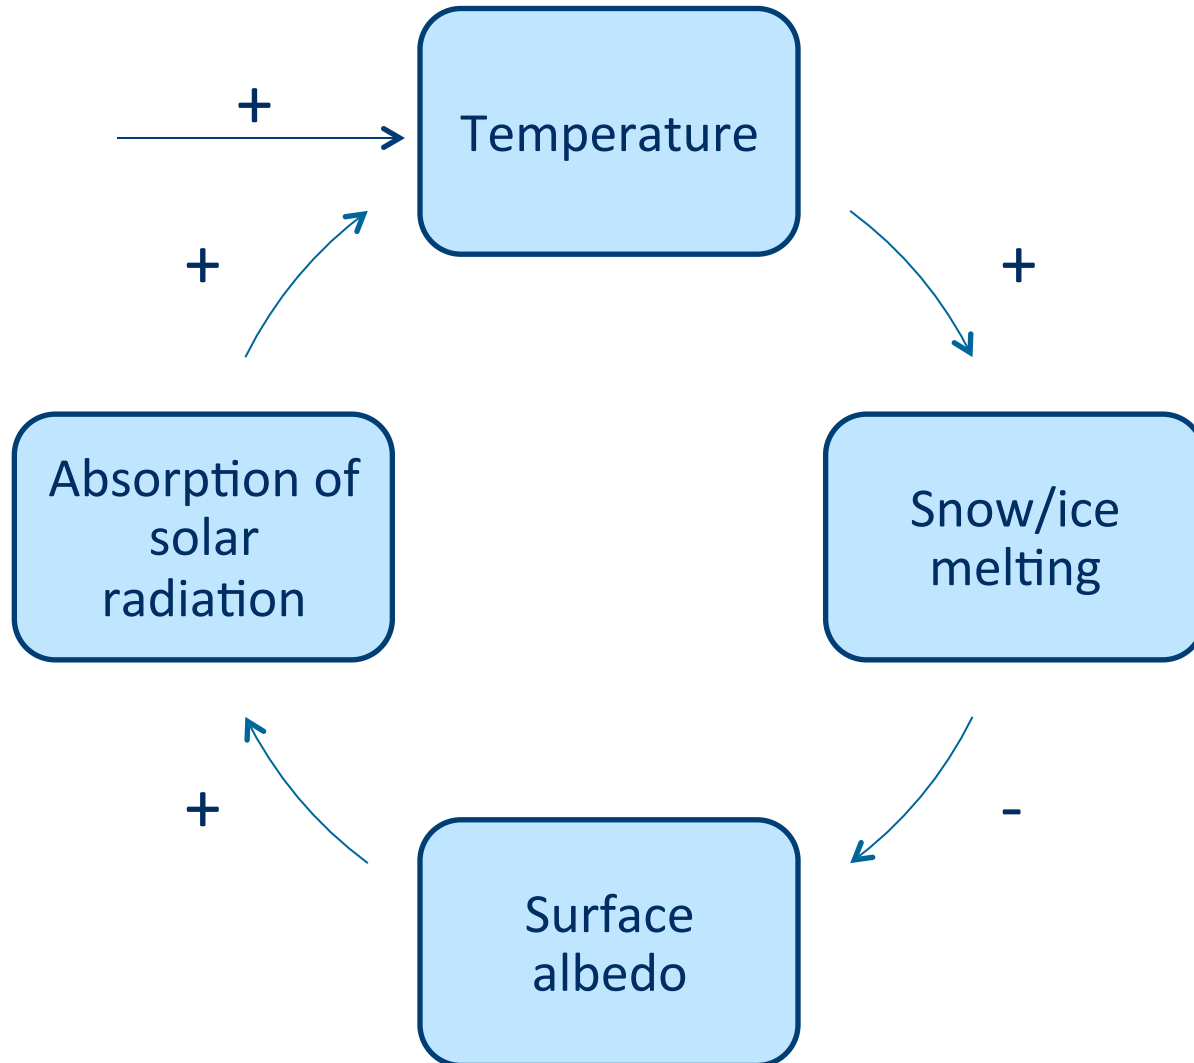 +
Temperature
+
+
Absorption of
solar
radiation
Snow/ice
melting
+
-
Surface
albedo